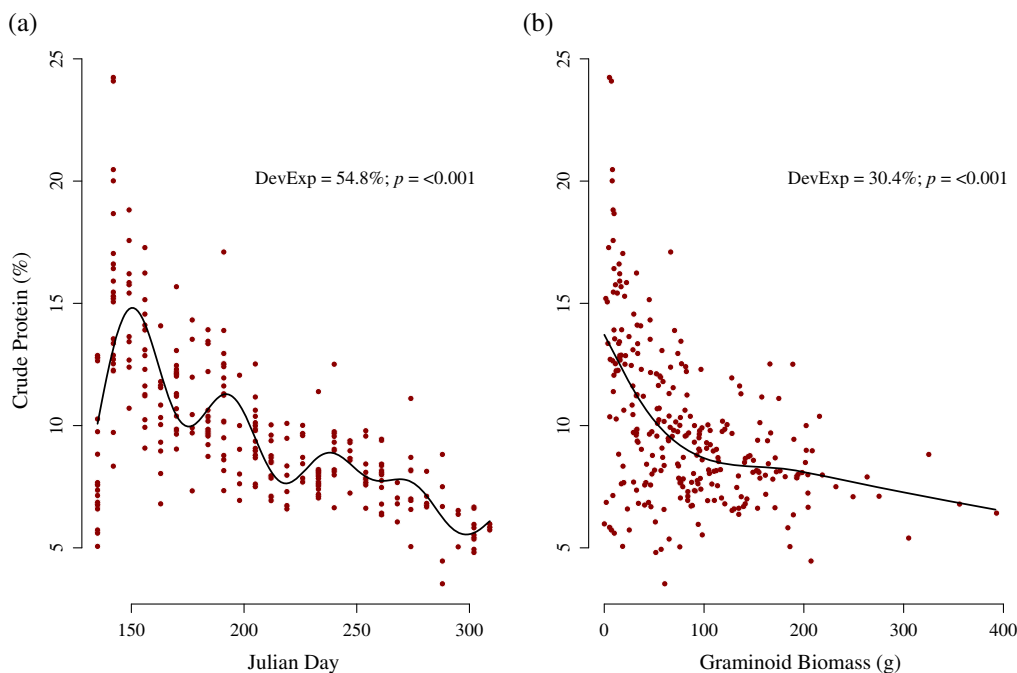 (a)
(b)
DevExp = 54.8%; p = <0.001
DevExp = 30.4%; p = <0.001
Crude Protein (%)
25
20
15
10
5
150
200
250
300
Julian Day
25
20
15
10
5
0
100
200
300
400
Graminoid Biomass (g)